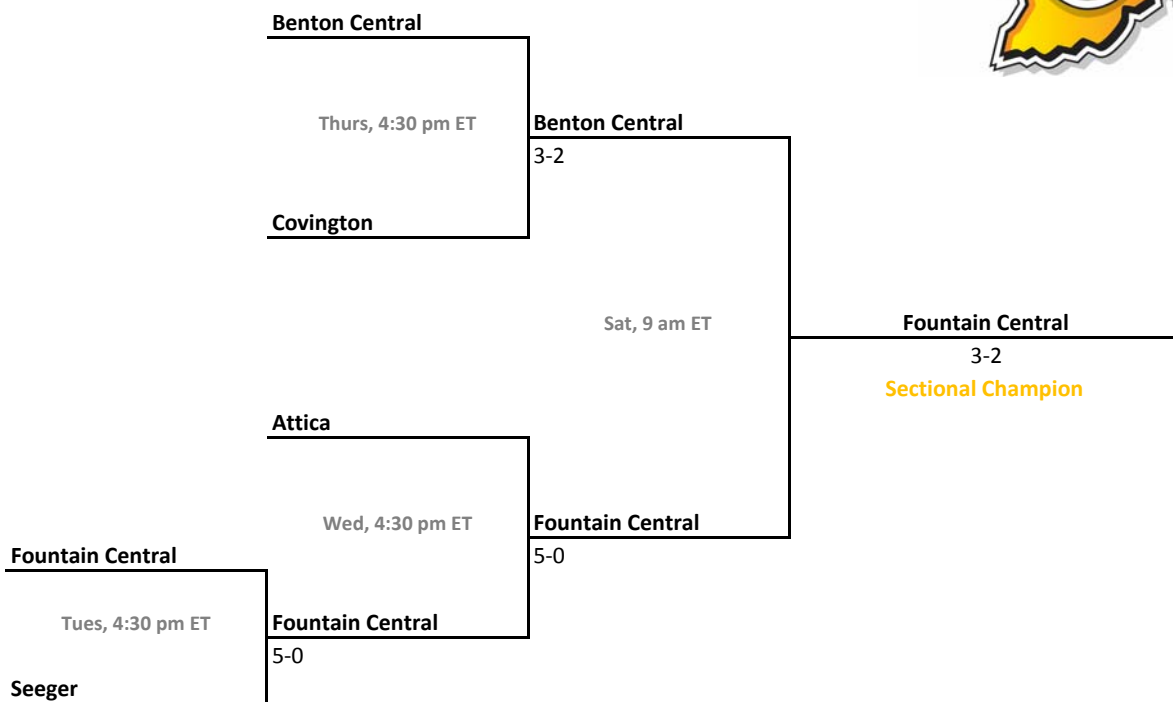 Benton Central
Thurs, 4:30 pm ET
Benton Central
3-2
Covington
Sat, 9 am ET
Fountain Central
3-2
Sectional Champion
Attica
Wed, 4:30 pm ET
Fountain Central
5-0
Fountain Central
Tues, 4:30 pm ET
Fountain Central
5-0
Seeger